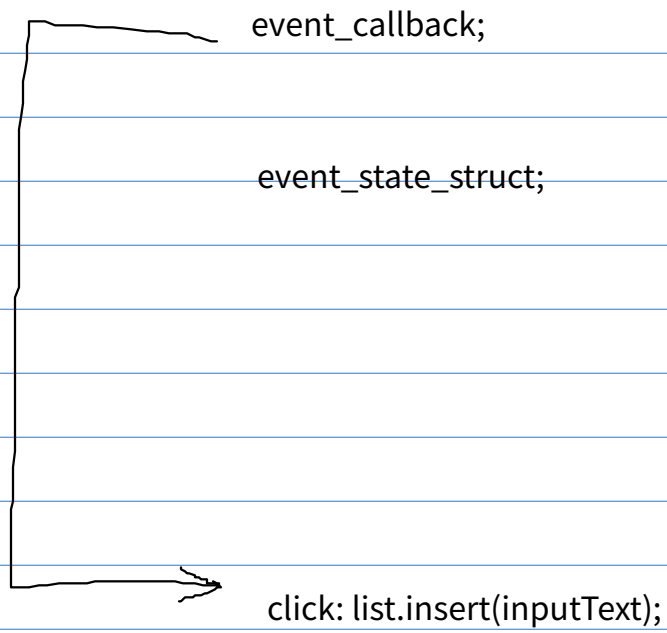 event_callback;
event_state_struct;
click: list.insert(inputText);